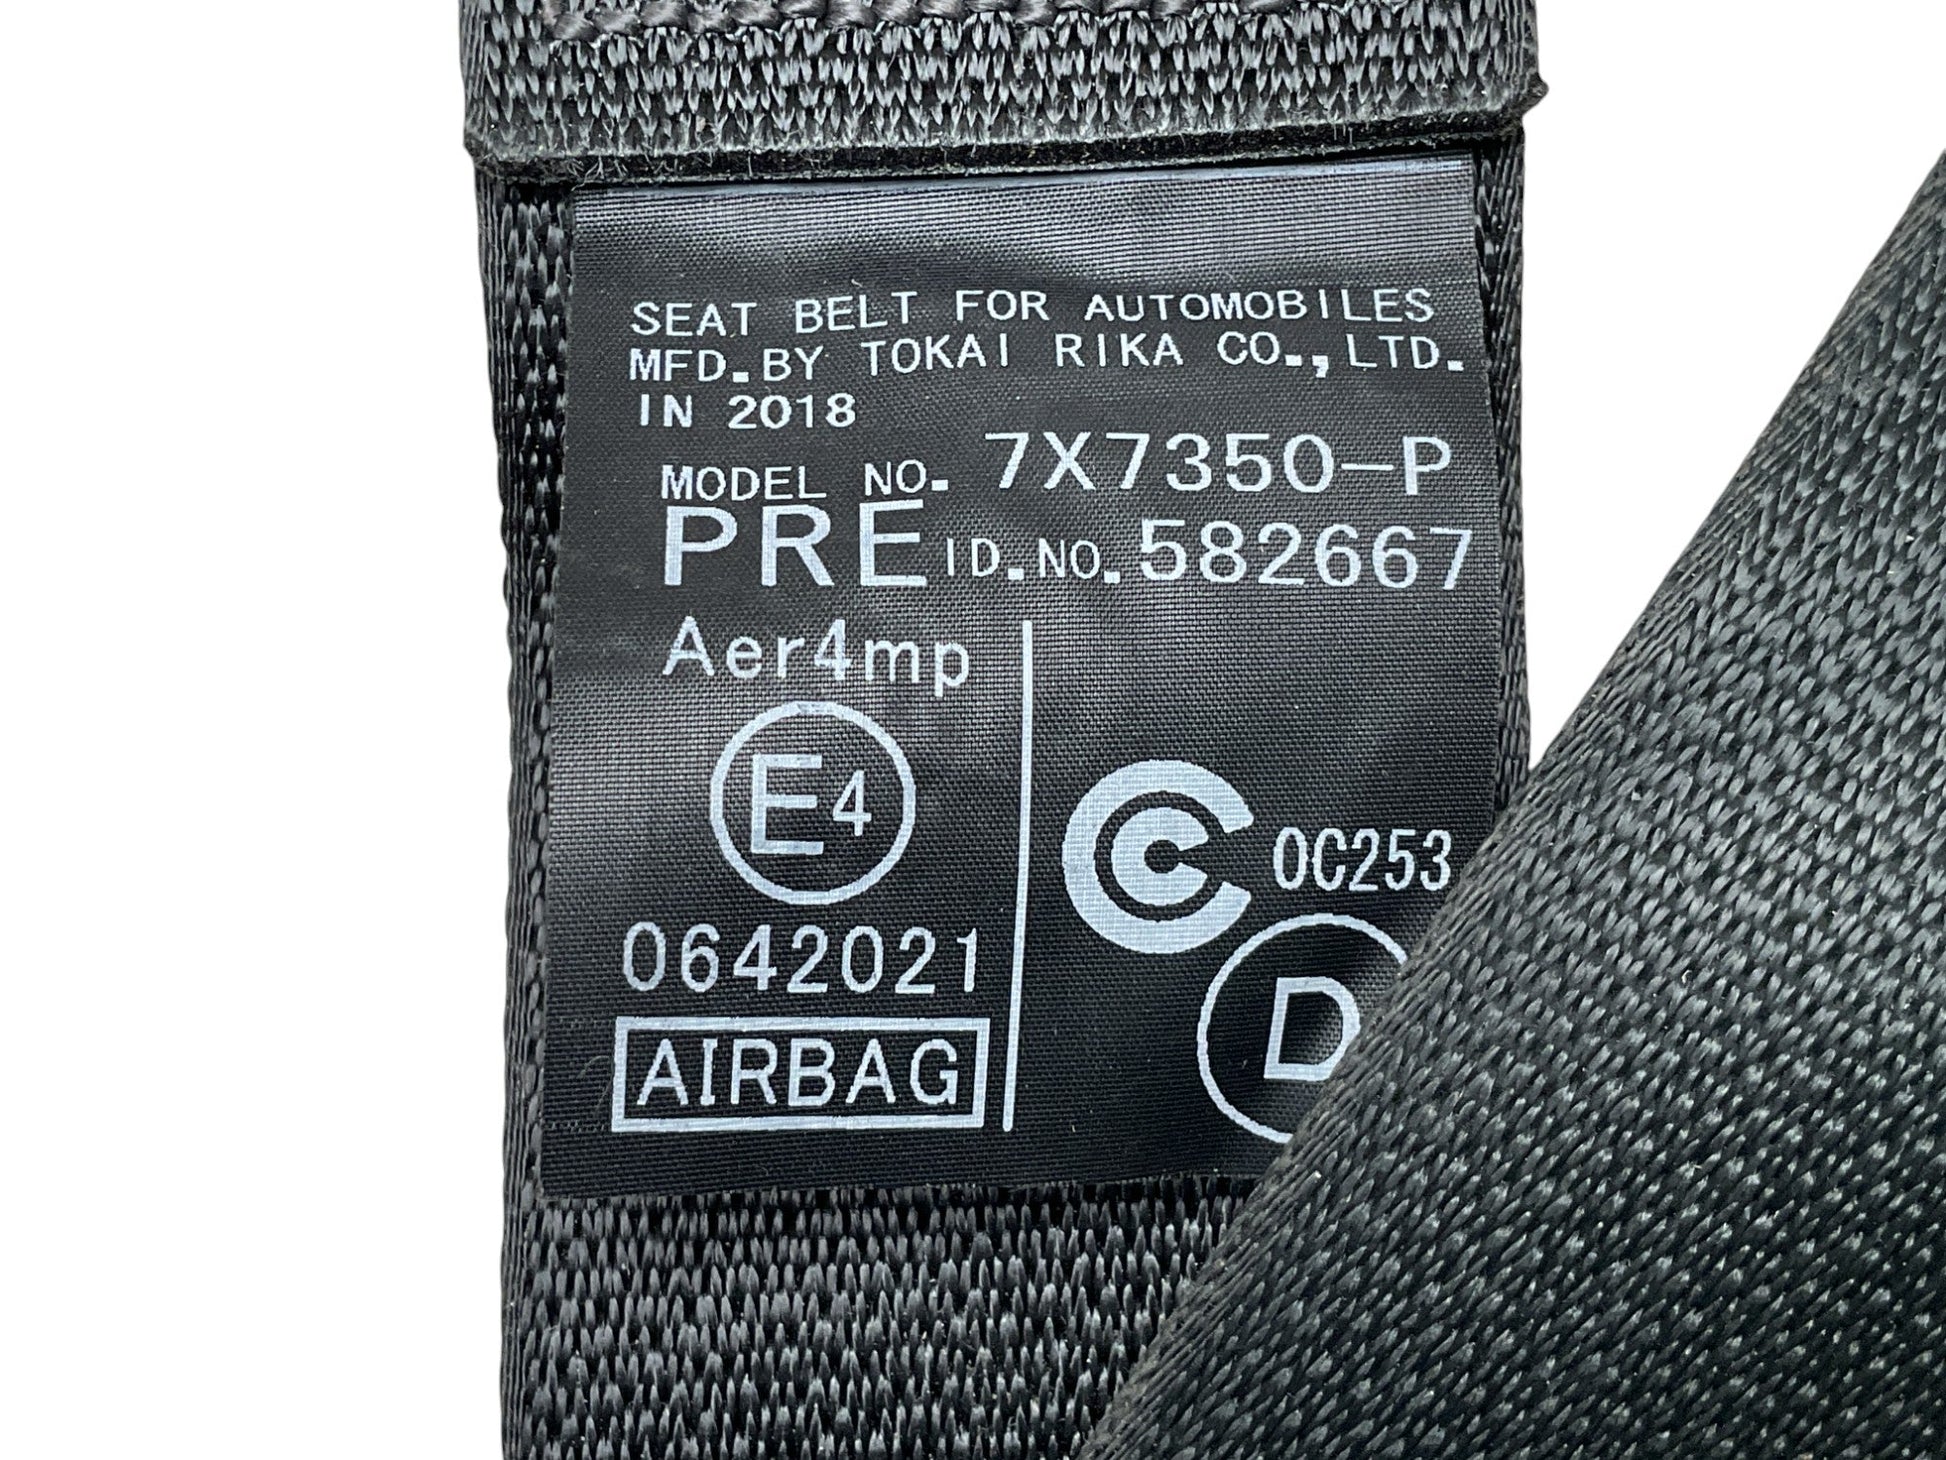 SEAT BELT FOR AUTOMOBILES
MFD.BY TOKAI RIKA CO.,LTD.
IN 2018
MODEL NO. 7X7350-P
PRE ID.NO.582667
Aer4mp
E4
0642021
AIRBAG
CC 0C253
D